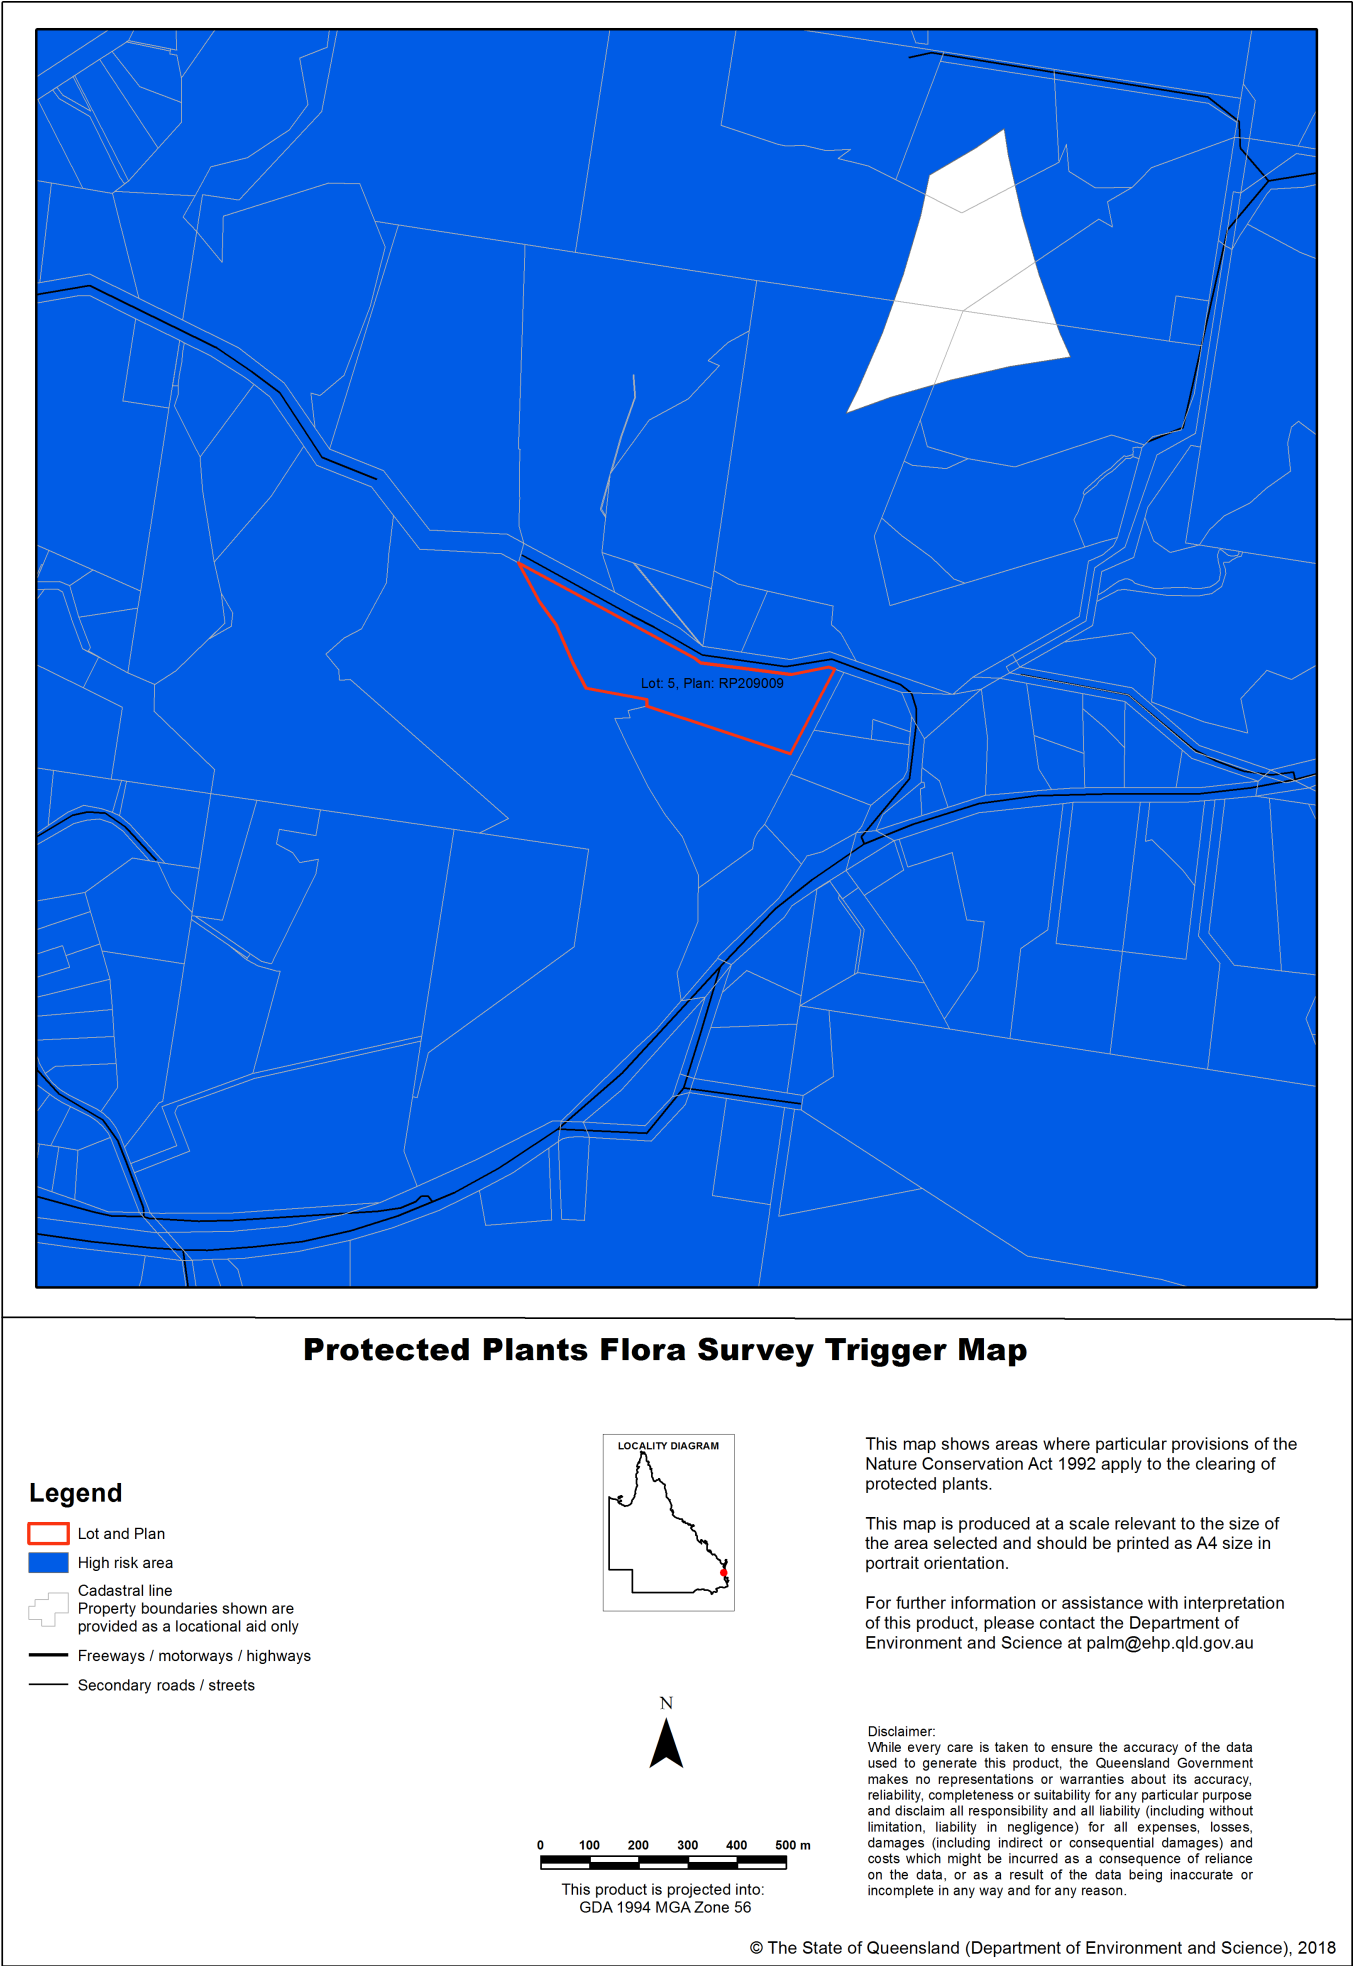 Lot: 5, Plan: RP209009
Protected Plants Flora Survey Trigger Map
Legend
Lot and Plan
High risk area
Cadastral line
Property boundaries shown are
provided as a locational aid only
Freeways / motorways / highways
Secondary roads / streets
LOCALITY DIAGRAM
N
0 100 200 300 400 500 m
This product is projected into:
GDA 1994 MGA Zone 56
This map shows areas where particular provisions of the
Nature Conservation Act 1992 apply to the clearing of
protected plants.
This map is produced at a scale relevant to the size of
the area selected and should be printed as A4 size in
portrait orientation.
For further information or assistance with interpretation
of this product, please contact the Department of
Environment and Science at palm@ehp.qld.gov.au
Disclaimer:
While every care is taken to ensure the accuracy of the data
used to generate this product, the Queensland Government
makes no representations or warranties about its accuracy,
reliability, completeness or suitability for any particular purpose
and disclaim all responsibility and all liability (including without
limitation, liability in negligence) for all expenses, losses,
damages (including indirect or consequential damages) and
costs which might be incurred as a consequence of reliance
on the data, or as a result of the data being inaccurate or
incomplete in any way and for any reason.
© The State of Queensland (Department of Environment and Science), 2018